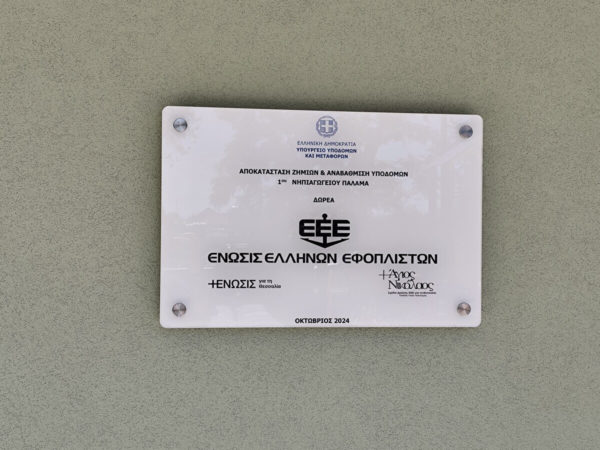 ΕΛΛΗΝΙΚΗ ΔΗΜΟΚΡΑΤΙΑ
ΥΠΟΥΡΓΕΙΟ ΥΠΟΔΟΜΩΝ
ΚΑΙ ΜΕΤΑΦΟΡΩΝ
ΑΠΟΚΑΤΑΣΤΑΣΗ ΖΗΜΙΩΝ & ΑΝΑΒΑΘΜΙΣΗ ΥΠΟΔΟΜΩΝ
1ου ΝΗΠΙΑΓΩΓΕΙΟΥ ΠΑΛΑΜΑ
ΔΩΡΕΑ
ΕΕΕ
ΕΝΩΣΙΣ ΕΛΛΗΝΩΝ ΕΦΟΠΛΙΣΤΩΝ
+ΕΝΩΣΙΣ για τη Θεσσαλία
Άγιος
Νικόλαος
ΟΚΤΩΒΡΙΟΣ 2024